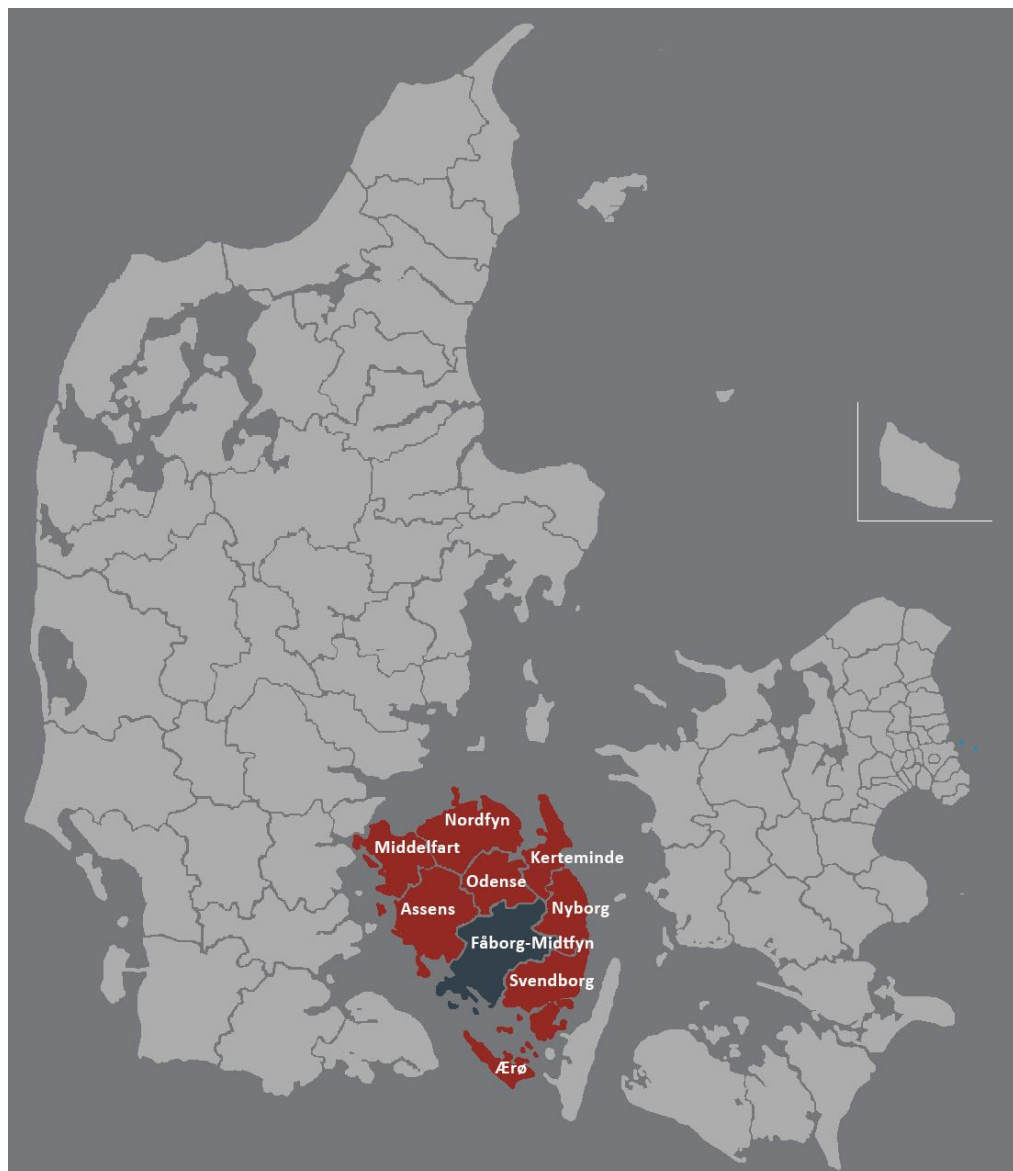 Nordfyn
Middelfart
Kerteminde
Odense
Assens
Nyborg
Fåborg-Midtfyn
Svendborg
Ærø